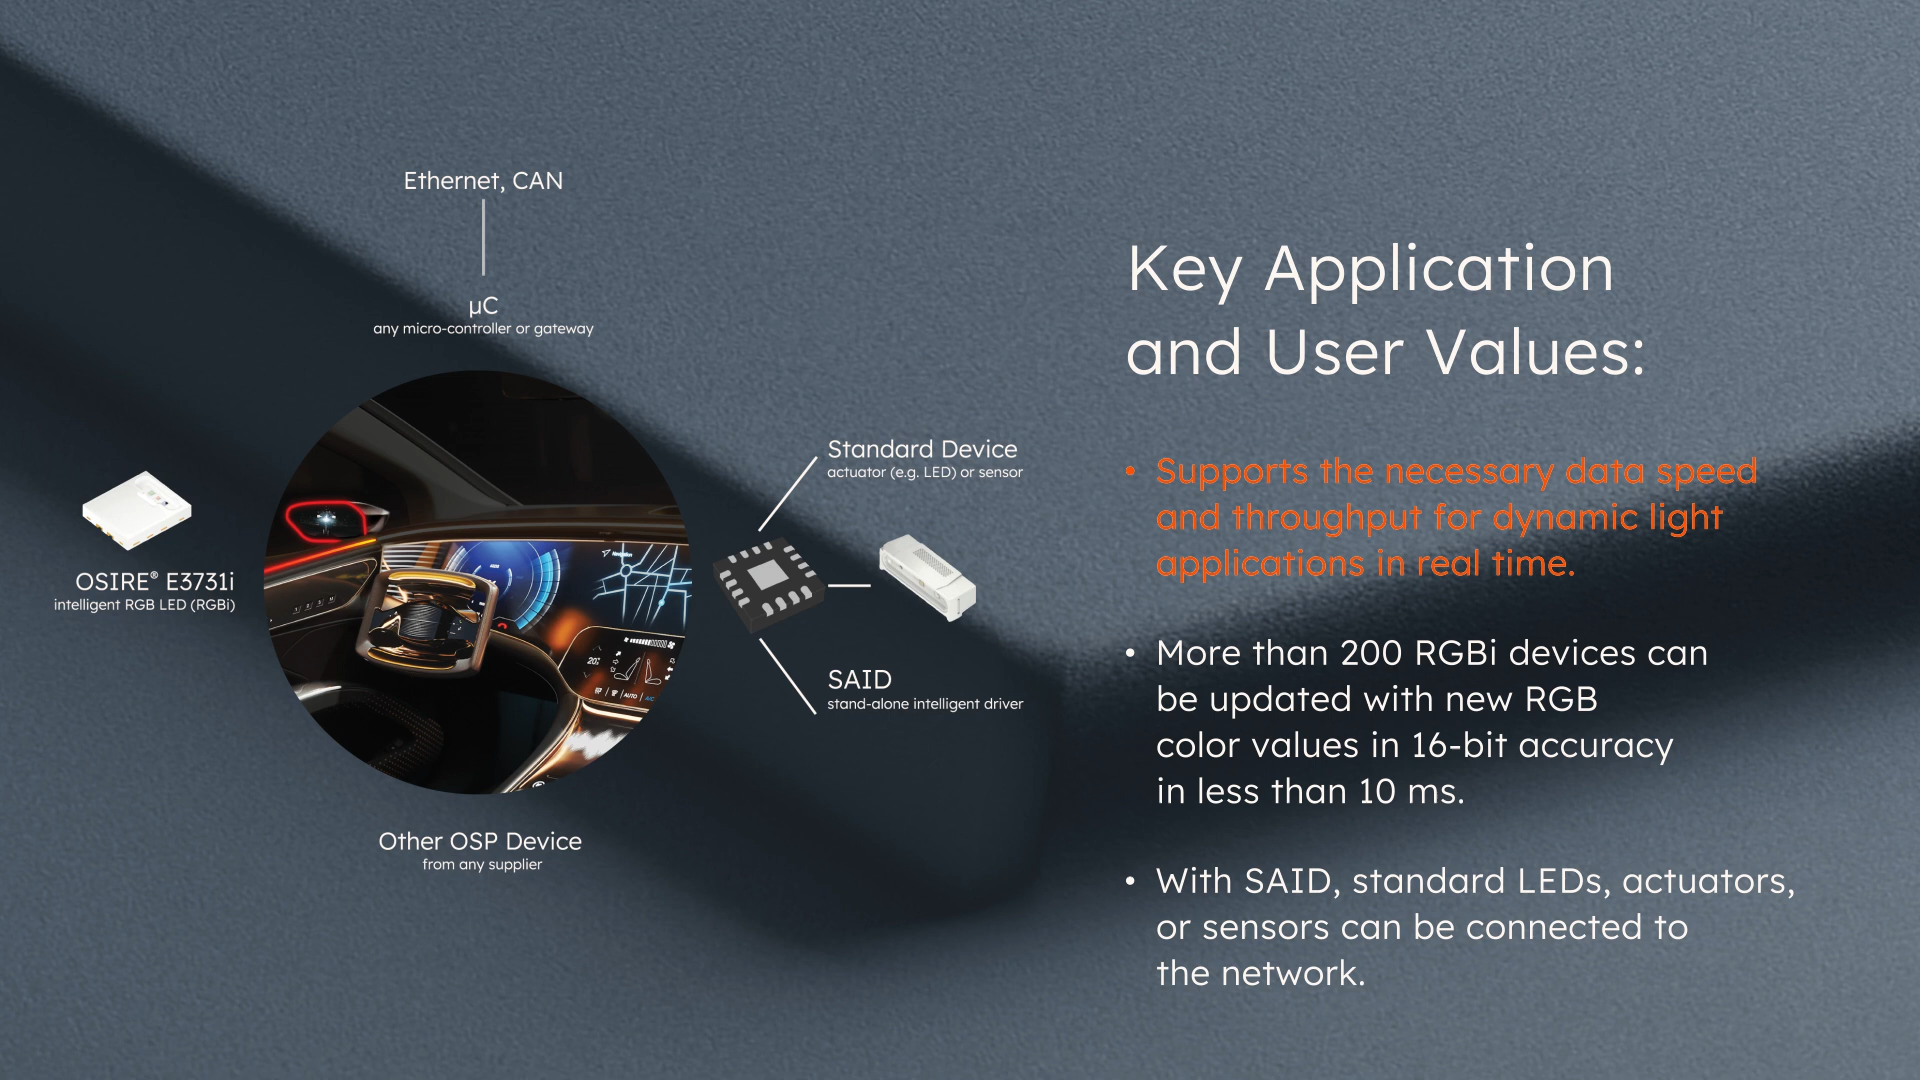 Ethernet, CAN
µC
any micro-controller or gateway
Standard Device
actuator (e.g. LED) or sensor
OSIRE® E3731i
intelligent RGB LED (RGBi)
SAID
stand-alone intelligent driver
Other OSP Device
from any supplier
Navigation
20°
AUTO
A/C
Key Application
and User Values:
• Supports the necessary data speed
and throughput for dynamic light
applications in real time.
• More than 200 RGBi devices can
be updated with new RGB
color values in 16-bit accuracy
in less than 10 ms.
• With SAID, standard LEDs, actuators,
or sensors can be connected to
the network.